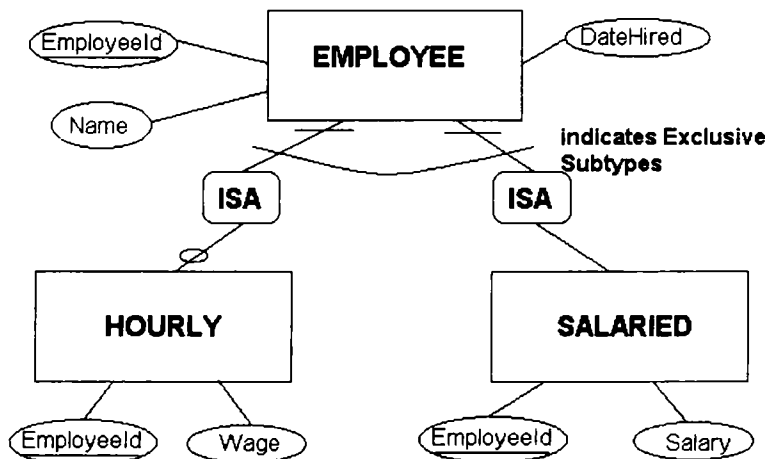 EmployeeId
EMPLOYEE
DateHired
Name
indicates Exclusive
Subtypes
ISA
ISA
HOURLY
SALARIED
EmployeeId
Wage
EmployeeId
Salary